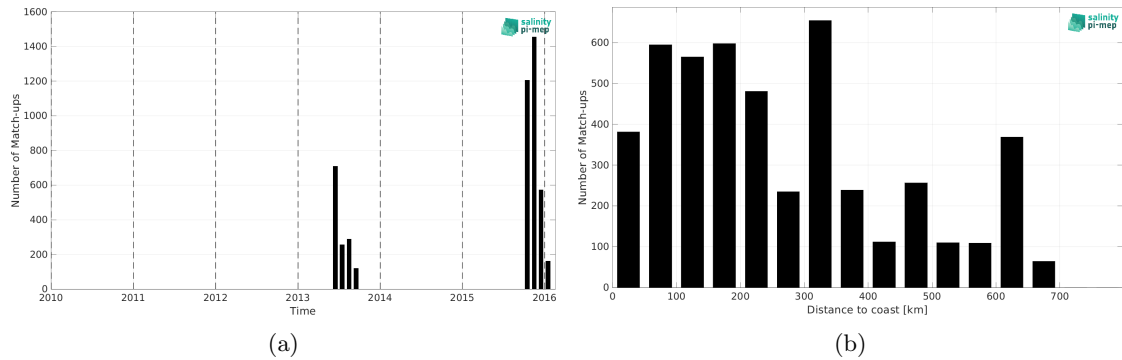 1600
1400
1200
1000
800
600
400
200
0
Number of Match-ups
2010 2011 2012 2013 2014 2015 2016
Time
salinity
pi-mep
(a)
600
500
400
300
200
100
0
Number of Match-ups
0 100 200 300 400 500 600 700
Distance to coast [km]
salinity
pi-mep
(b)